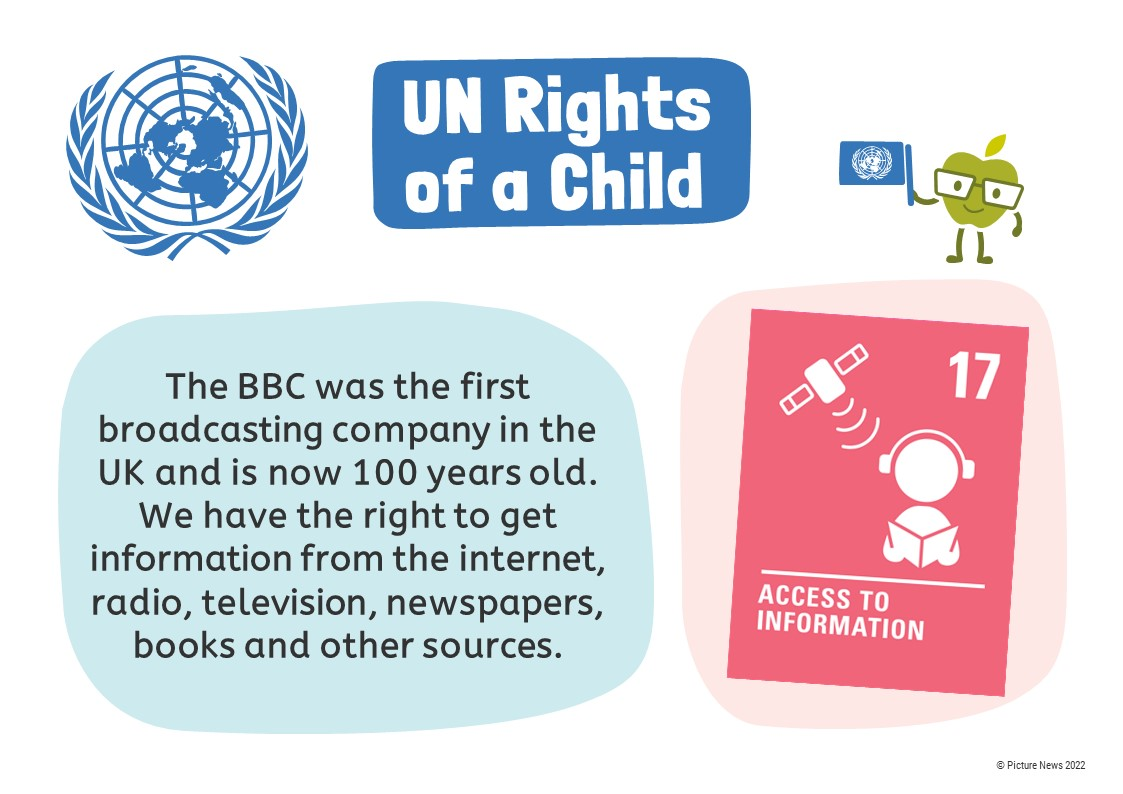 UN Rights
of a Child
The BBC was the first
broadcasting company in the
UK and is now 100 years old.
We have the right to get
information from the internet,
radio, television, newspapers,
books and other sources.
17
ACCESS TO
INFORMATION
© Picture News 2022